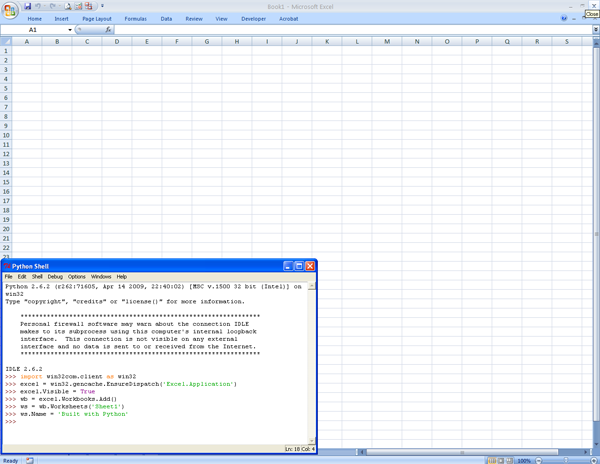 Book1 - Microsoft Excel
Close
Home Insert Page Layout Formulas Data Review View Developer Acrobat
A1 fx
A B C D E F G H I J K L M N O P Q R S
1
2
3
4
5
6
7
8
9
10
11
12
13
14
15
16
17
18
19
20
21
22
Python Shell
File Edit Shell Debug Options Windows Help
Python 2.6.2 (r262:71605, Apr 14 2009, 22:40:02) [MSC v.1500 32 bit (Intel)] on
win32
Type "copyright", "credits" or "license()" for more information.
****************************************************************
Personal firewall software may warn about the connection IDLE
makes to its subprocess using this computer's internal loopback
interface. This connection is not visible on any external
interface and no data is sent to or received from the Internet.
****************************************************************
IDLE 2.6.2
>>> import win32com.client as win32
>>> excel = win32.gencache.EnsureDispatch('Excel.Application')
>>> excel.Visible = True
>>> wb = excel.Workbooks.Add()
>>> ws = wb.Worksheets('Sheet1')
>>> ws.Name = 'Built with Python'
>>>
Ln: 18 Col: 4
Ready
100%